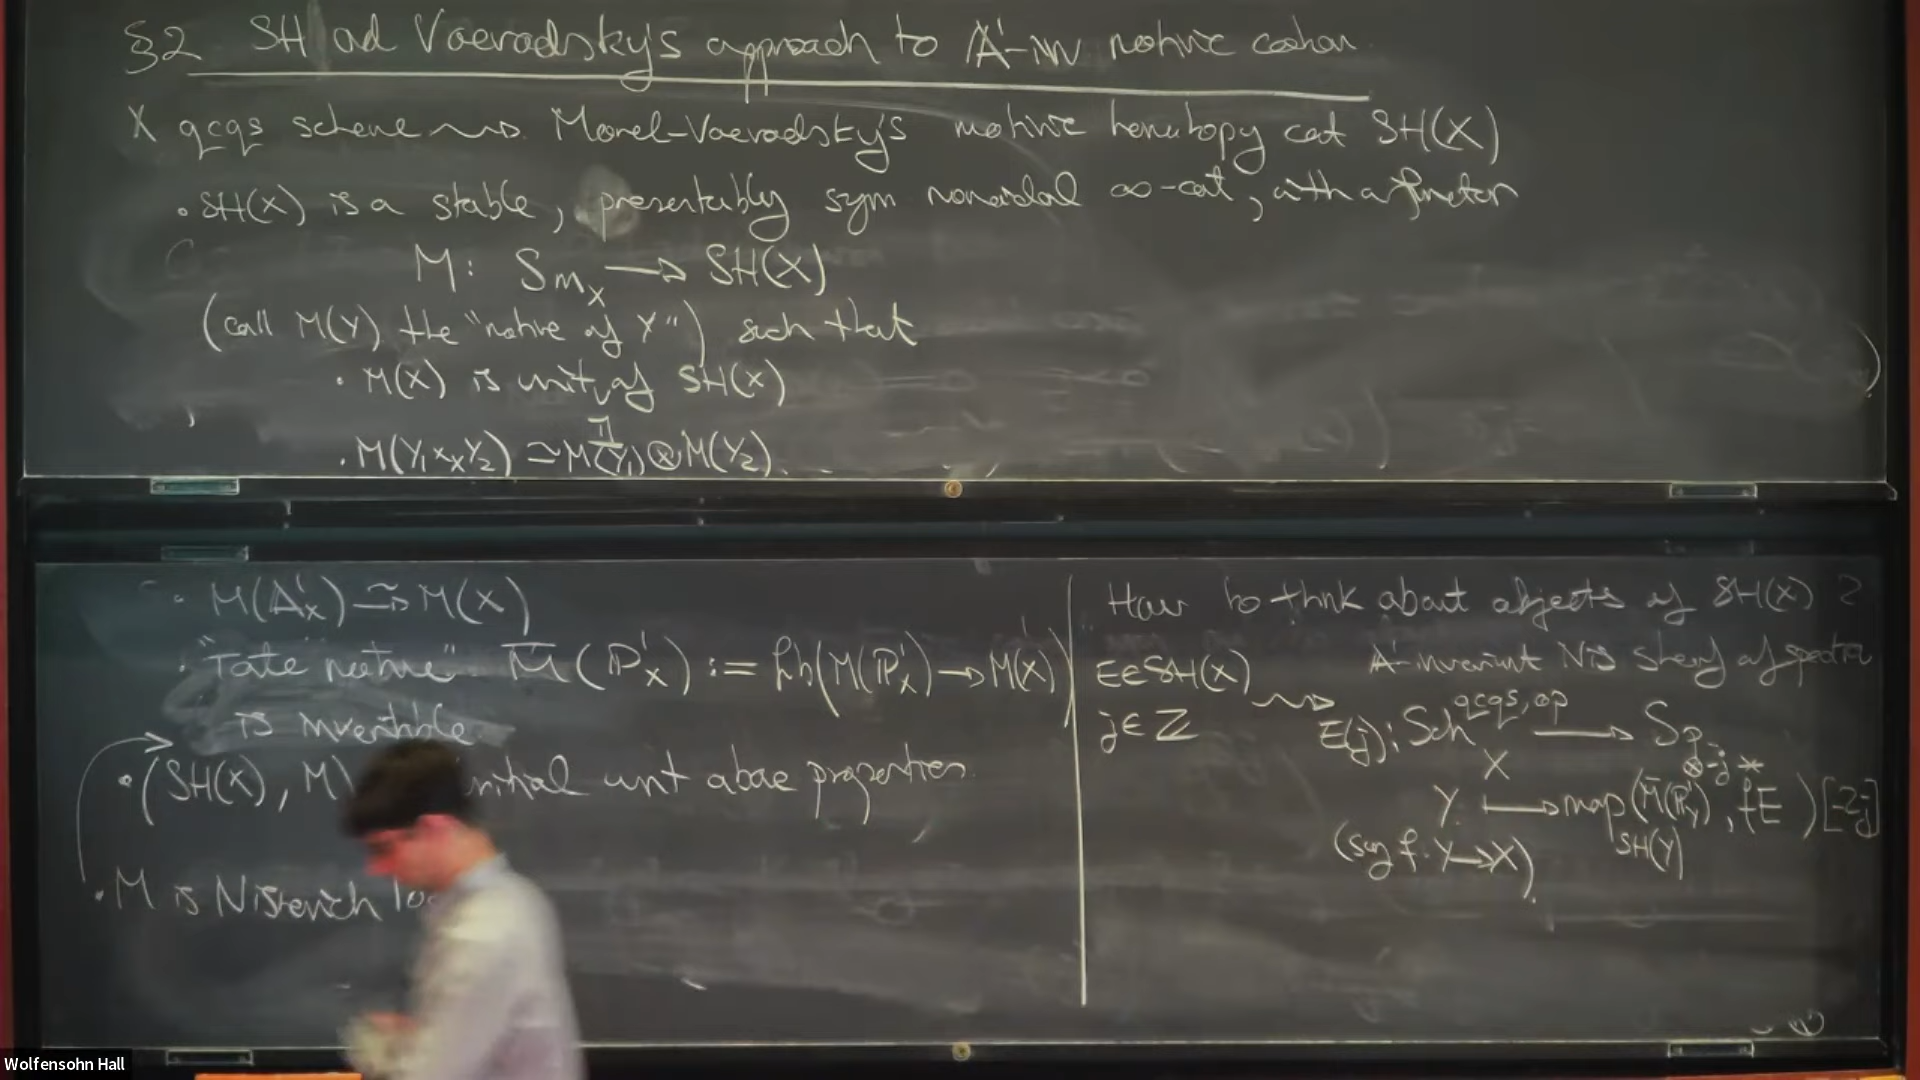 §2 SH and Voevodsky's approach to A¹-inv motivic cohom
X qcqs scheme ⇝ Morel-Voevodsky's motivic homotopy cat SH(X)
• SH(X) is a stable, presentably sym monoidal ∞-cat, with a functor
M: Sm_X → SH(X)
(call M(Y) the "motive of Y") such that
• M(X) is unit of SH(X)
• M(Y₁ ×_X Y₂) ≃ M(Y₁) ⊗ M(Y₂).
• M(A¹_X) ≃→ M(X)
• "Tate motive" M̄(P¹_X) := fib(M(P¹_X) → M(X))
is invertible
• (SH(X), M) initial wrt above properties
• M is Nisnevich
How to think about objects of SH(X)?
A¹-invariant Nis sheaf of spectra
E∈SH(X)
j∈Z
⇝ E(j): Sch_X^{qcqs,op} → Sp
Y ↦ map_{SH(Y)}(M̄(P¹_Y)^{⊗-j}, f*E)[-2j]
(say f: Y→X).
Wolfensohn Hall